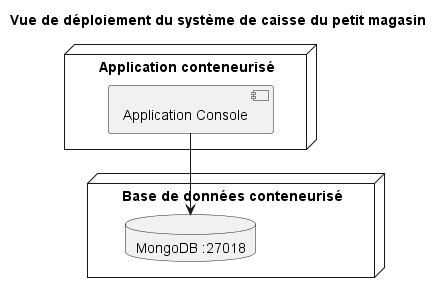 Vue de déploiement du système de caisse du petit magasin
Application conteneurisé
Application Console
Base de données conteneurisé
MongoDB :27018